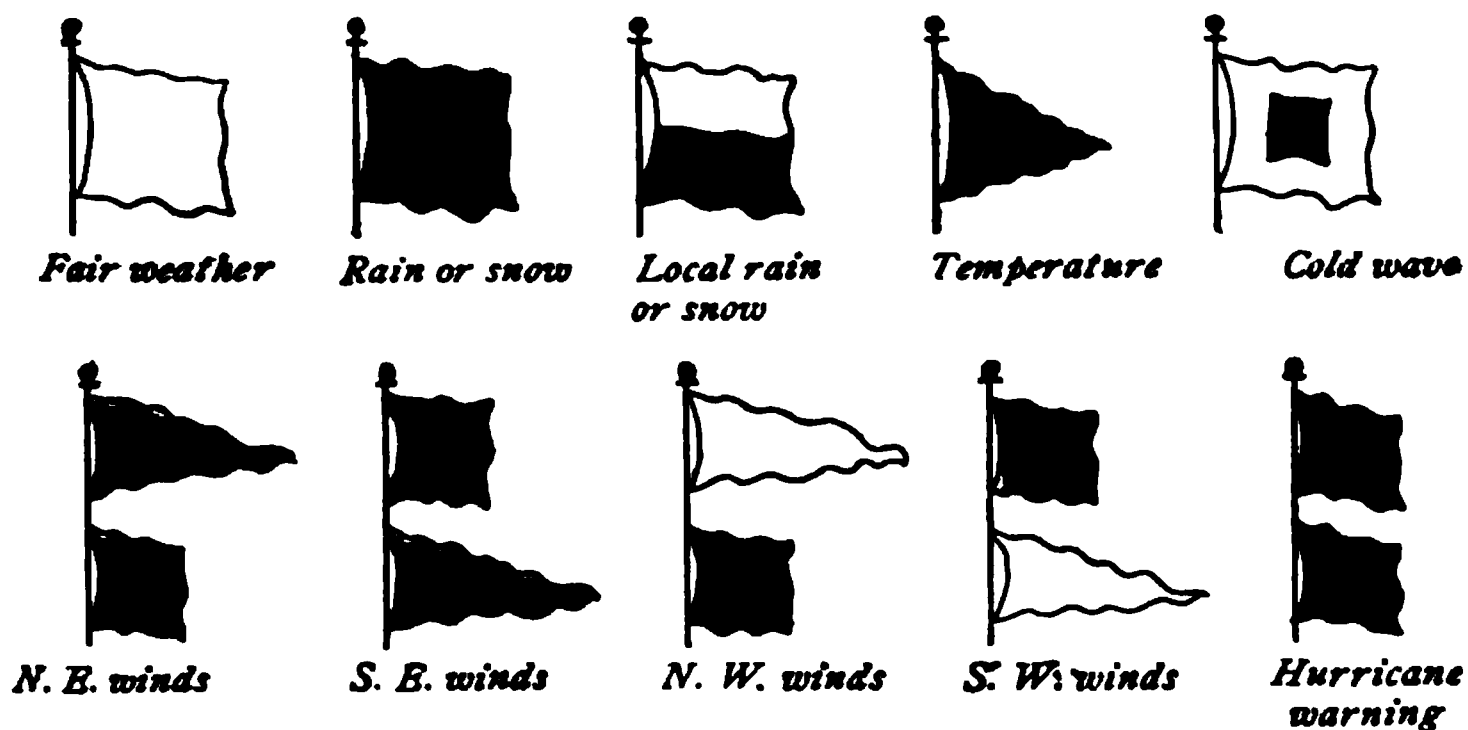 Fair weather
Rain or snow
Local rain
or snow
Temperature
Cold wave
N. E. winds
S. E. winds
N. W. winds
S. W. winds
Hurricane
warning